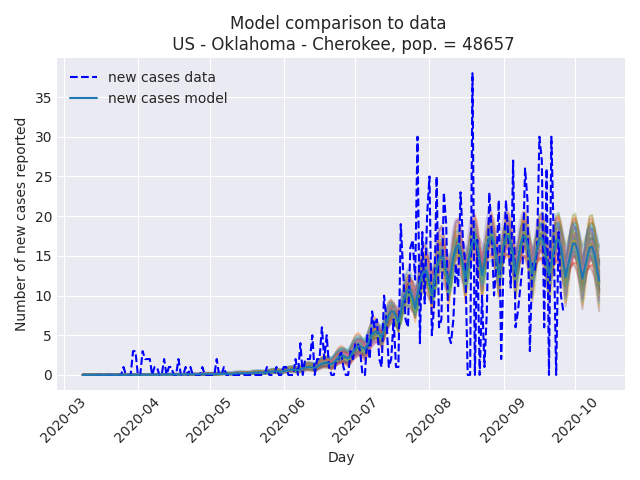 Model comparison to data
US - Oklahoma - Cherokee, pop. = 48657
new cases data
new cases model
Number of new cases reported
35
30
25
20
15
10
5
0
2020-03
2020-04
2020-05
2020-06
2020-07
2020-08
2020-09
2020-10
Day